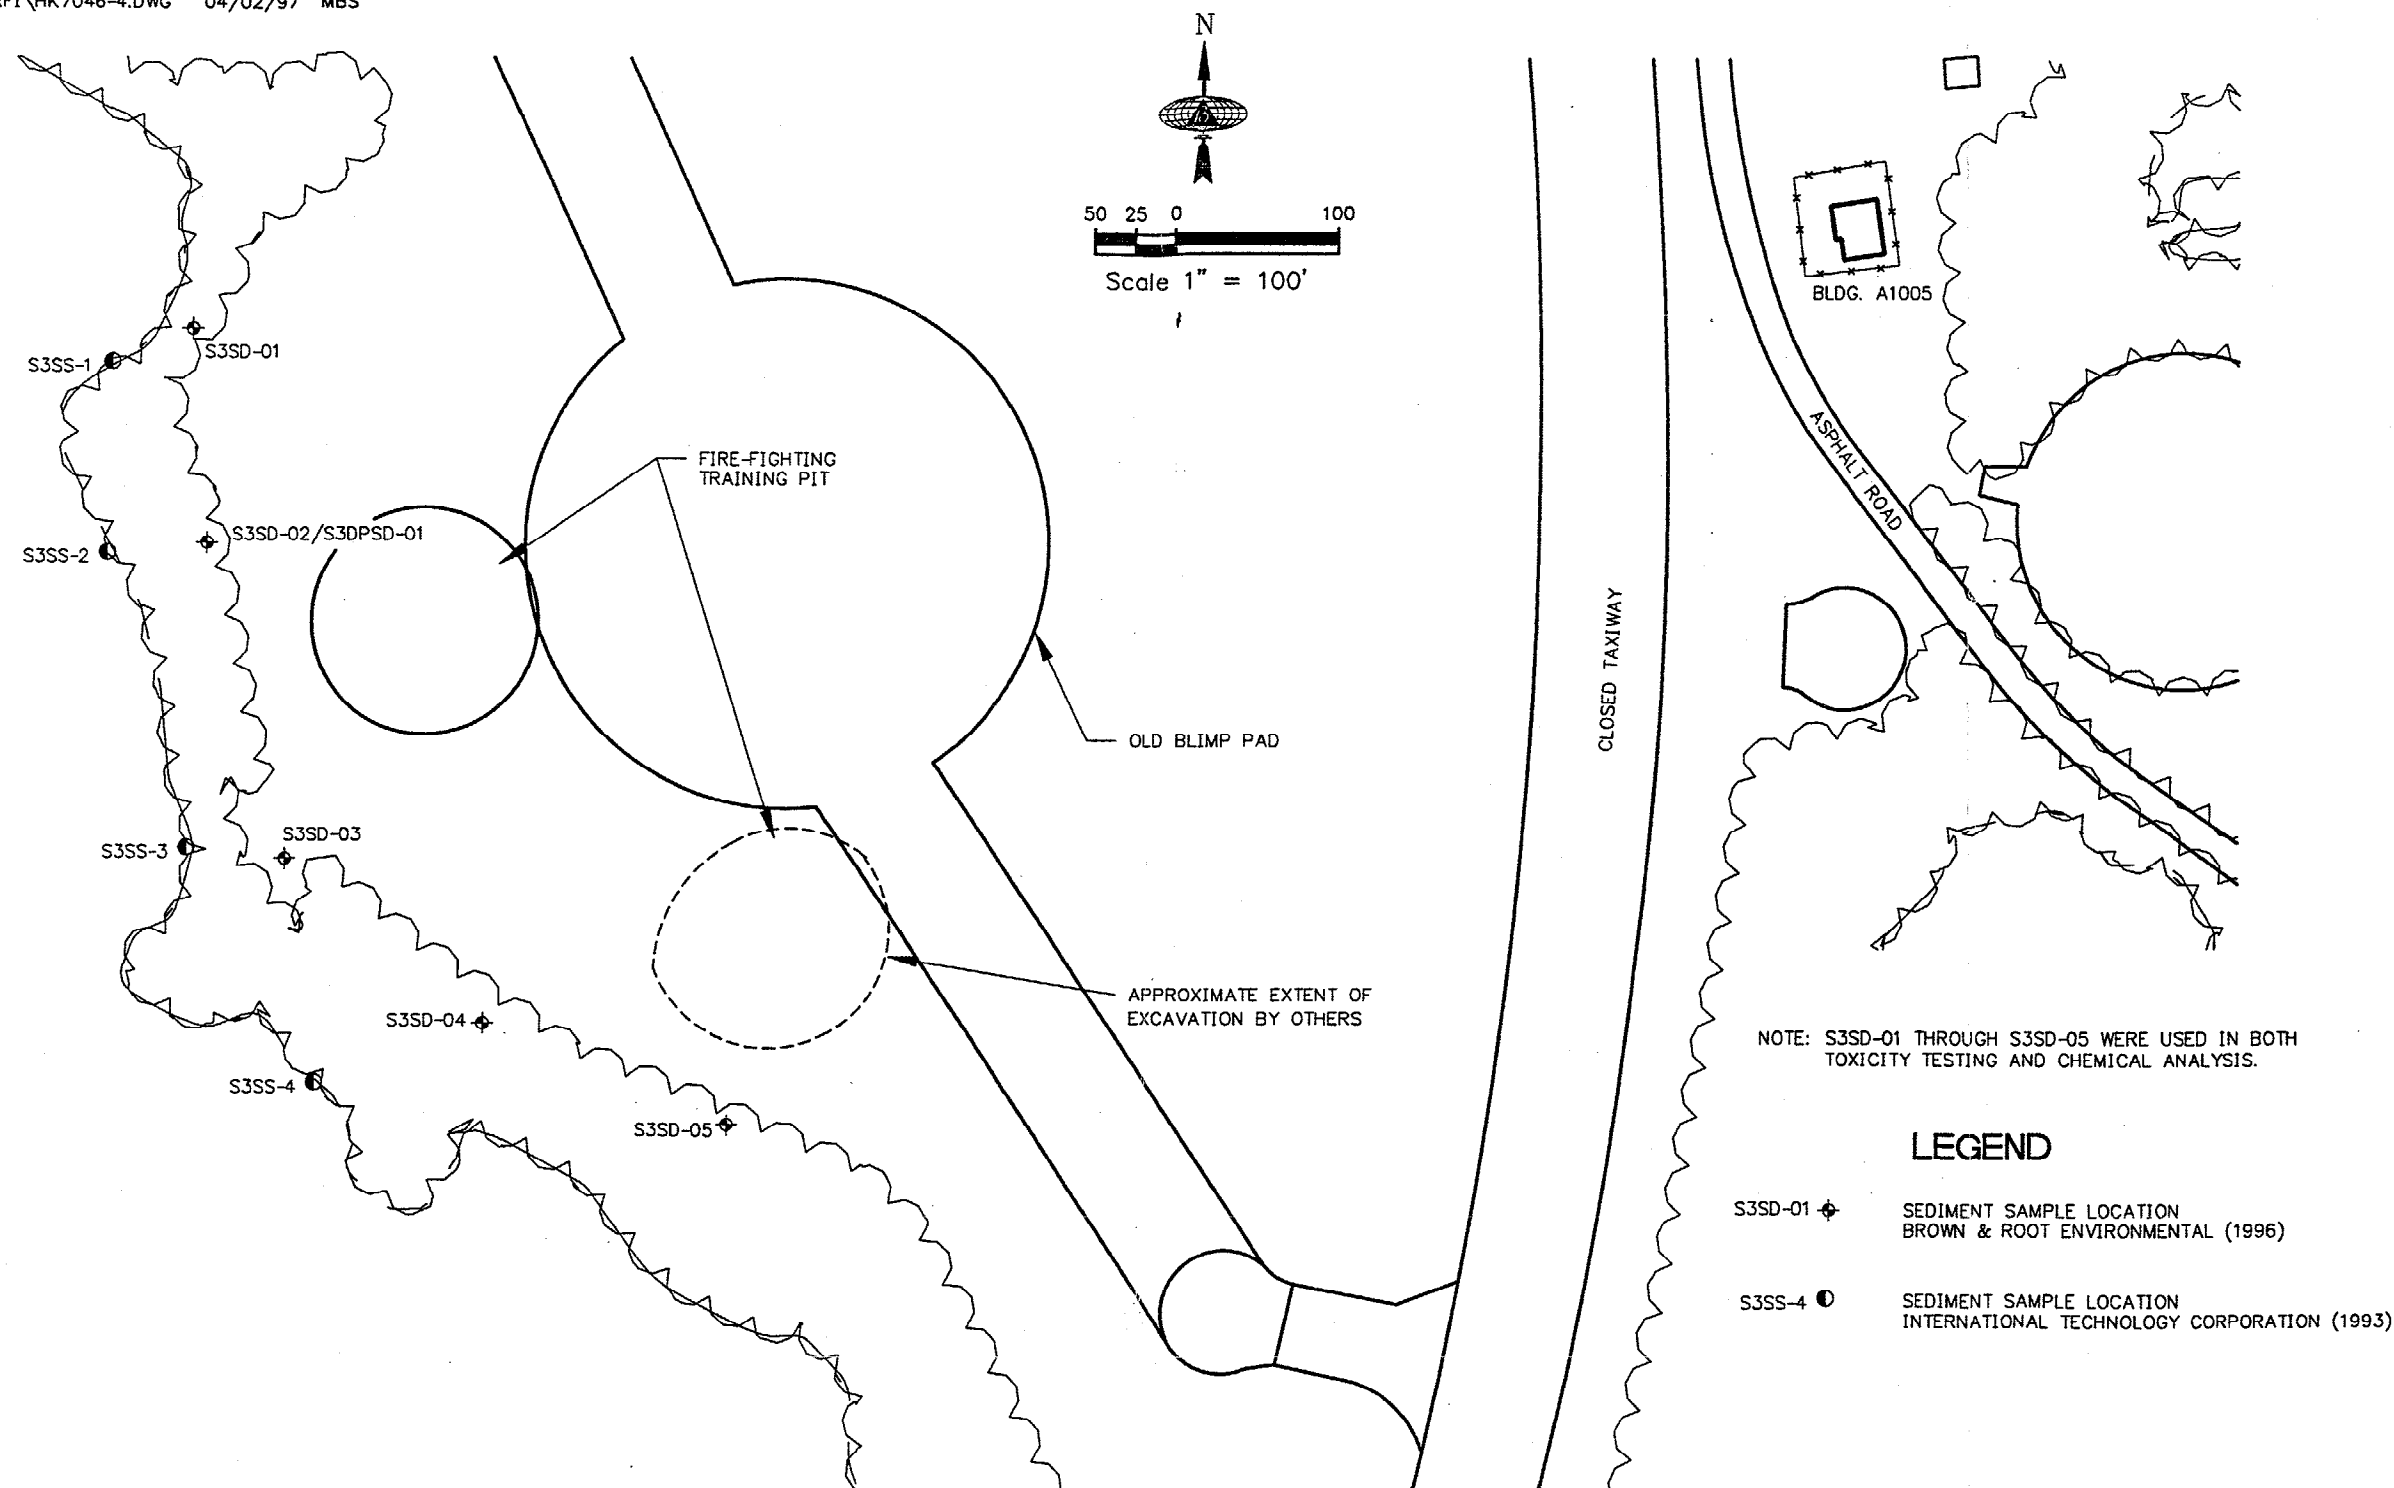 HK7046-4.DWG 04/02/97 MBS
N
50 25 0 100
Scale 1" = 100'
BLDG. A1005
S3SD-01
S3SS-1
ASPHALT ROAD
FIRE-FIGHTING
TRAINING PIT
S3SD-02/S3DPSD-01
S3SS-2
CLOSED TAXIWAY
OLD BLIMP PAD
S3SD-03
S3SS-3
APPROXIMATE EXTENT OF
EXCAVATION BY OTHERS
S3SD-04
S3SS-4
S3SD-05
NOTE: S3SD-01 THROUGH S3SD-05 WERE USED IN BOTH
TOXICITY TESTING AND CHEMICAL ANALYSIS.
LEGEND
S3SD-01 SEDIMENT SAMPLE LOCATION
BROWN & ROOT ENVIRONMENTAL (1996)
S3SS-4 SEDIMENT SAMPLE LOCATION
INTERNATIONAL TECHNOLOGY CORPORATION (1993)